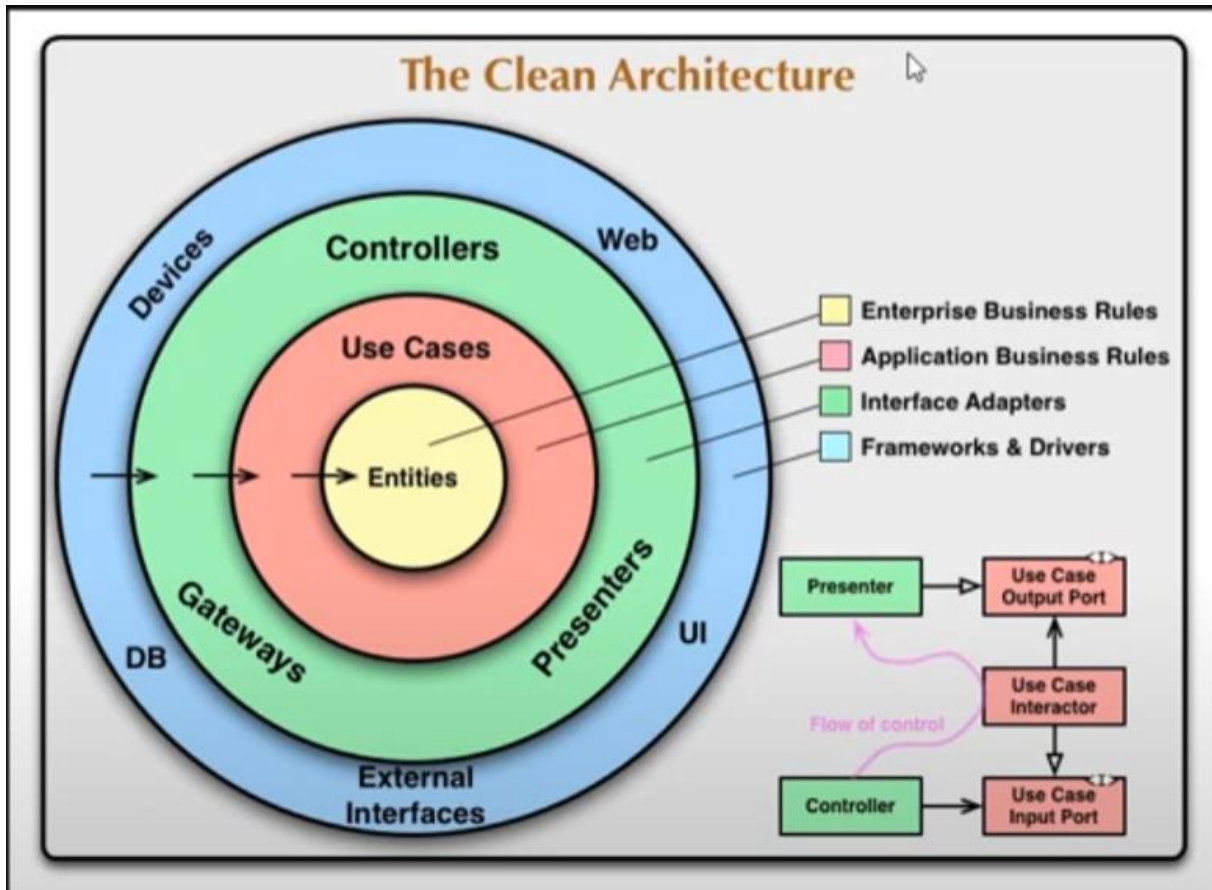 The Clean Architecture
Devices
Controllers
Web
Use Cases
Entities
Gateways
Presenters
DB
UI
External
Interfaces
Enterprise Business Rules
Application Business Rules
Interface Adapters
Frameworks & Drivers
Presenter
Use Case
Output Port
<I>
Use Case
Interactor
Flow of control
Controller
Use Case
Input Port
<I>